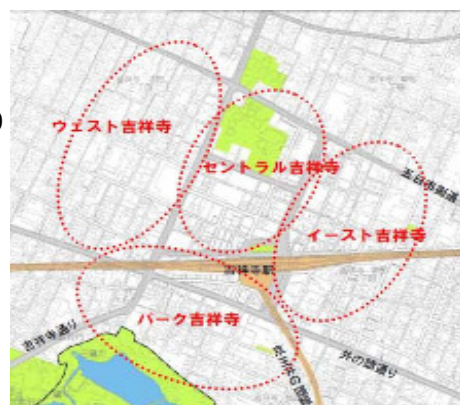 ウェスト吉祥寺
セントラル吉祥寺
五日市街道
イースト吉祥寺
吉祥寺駅
パーク吉祥寺
吉祥寺通り
井の頭通り